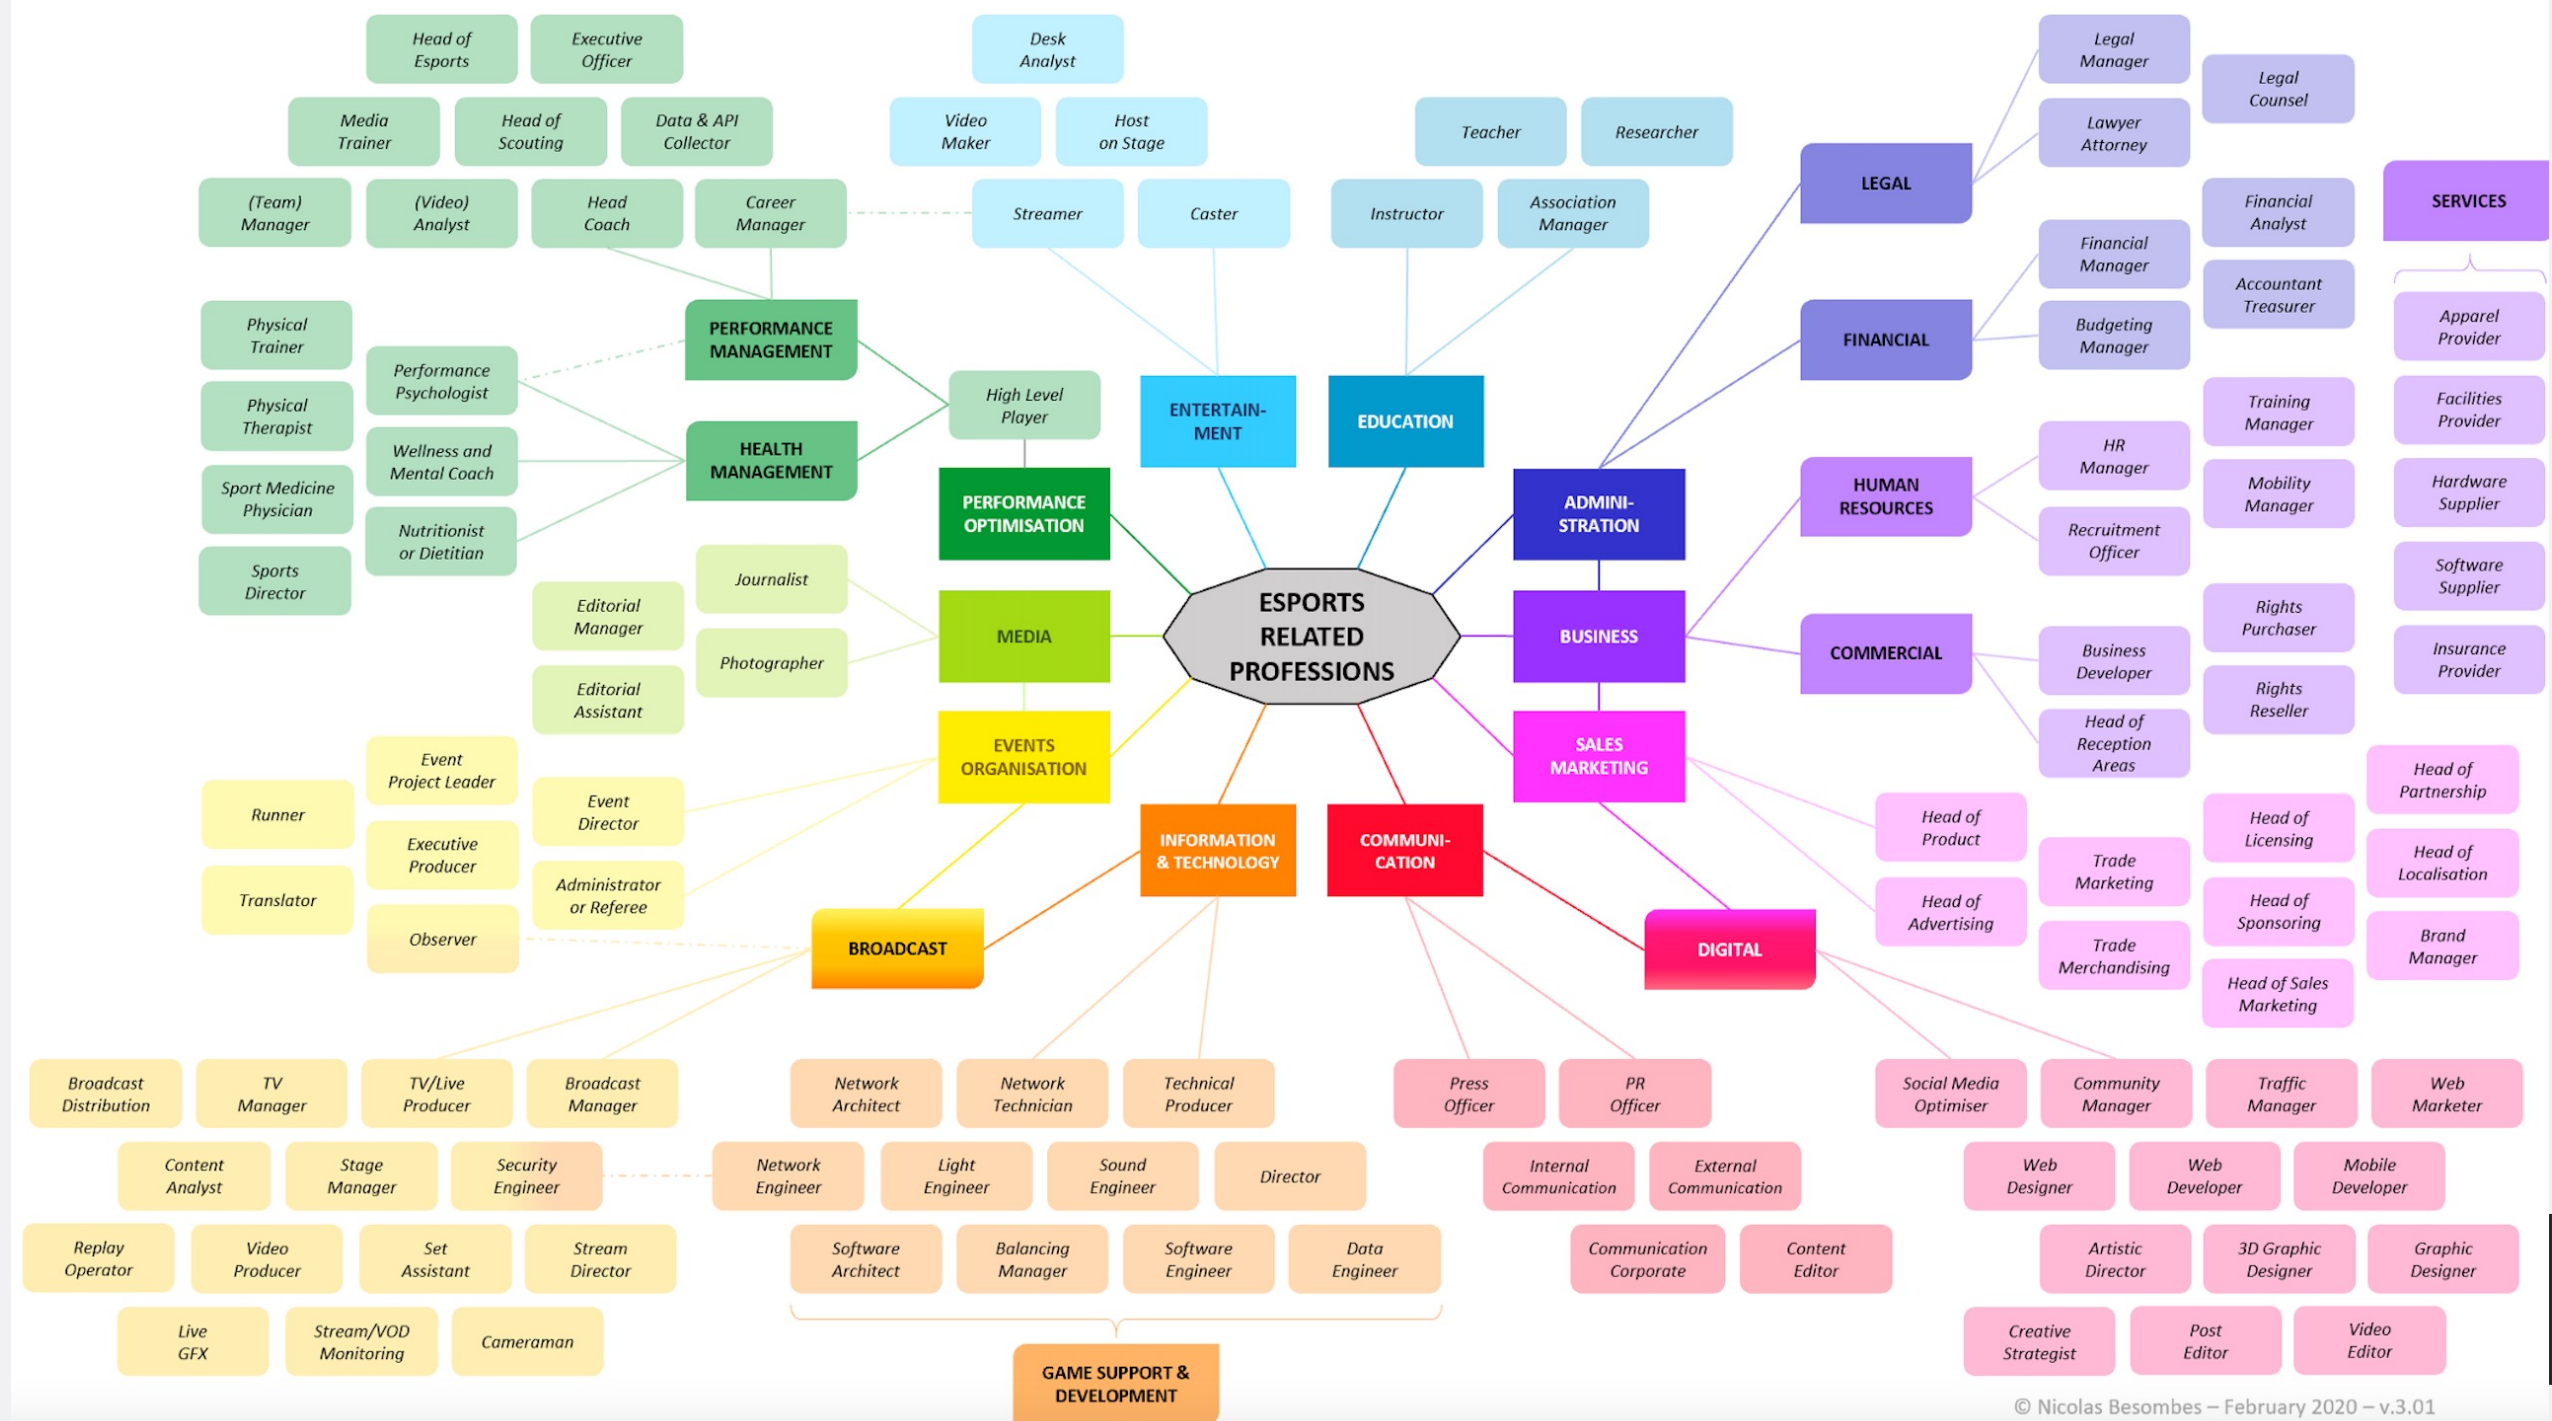 Head of
Esports
Executive
Officer
Media
Trainer
Head of
Scouting
Data & API
Collector
(Team)
Manager
(Video)
Analyst
Head
Coach
Career
Manager
Physical
Trainer
Performance
Psychologist
Physical
Therapist
Wellness and
Mental Coach
Sport Medicine
Physician
Nutritionist
or Dietitian
Sports
Director
PERFORMANCE
MANAGEMENT
HEALTH
MANAGEMENT
High Level
Player
PERFORMANCE
OPTIMISATION
Desk
Analyst
Video
Maker
Host
on Stage
Streamer
Caster
ENTERTAIN-
MENT
Teacher
Researcher
Instructor
Association
Manager
EDUCATION
ADMINI-
STRATION
LEGAL
Legal
Manager
Legal
Counsel
Lawyer
Attorney
FINANCIAL
Financial
Manager
Financial
Analyst
Budgeting
Manager
Accountant
Treasurer
SERVICES
Apparel
Provider
Facilities
Provider
Hardware
Supplier
Software
Supplier
Insurance
Provider
HUMAN
RESOURCES
HR
Manager
Training
Manager
Recruitment
Officer
Mobility
Manager
ESPORTS
RELATED
PROFESSIONS
BUSINESS
COMMERCIAL
Business
Developer
Rights
Purchaser
Head of
Reception
Areas
Rights
Reseller
MEDIA
Journalist
Photographer
Editorial
Manager
Editorial
Assistant
EVENTS
ORGANISATION
Event
Project Leader
Runner
Event
Director
Executive
Producer
Translator
Administrator
or Referee
Observer
BROADCAST
INFORMATION
& TECHNOLOGY
COMMUNI-
CATION
SALES
MARKETING
DIGITAL
Head of
Product
Head of
Advertising
Trade
Marketing
Trade
Merchandising
Head of
Licensing
Head of
Sponsoring
Head of Sales
Marketing
Head of
Partnership
Head of
Localisation
Brand
Manager
Broadcast
Distribution
TV
Manager
TV/Live
Producer
Broadcast
Manager
Content
Analyst
Stage
Manager
Security
Engineer
Replay
Operator
Video
Producer
Set
Assistant
Stream
Director
Live
GFX
Stream/VOD
Monitoring
Cameraman
Network
Architect
Network
Technician
Technical
Producer
Network
Engineer
Light
Engineer
Sound
Engineer
Director
Software
Architect
Balancing
Manager
Software
Engineer
Data
Engineer
GAME SUPPORT &
DEVELOPMENT
Press
Officer
PR
Officer
Internal
Communication
External
Communication
Communication
Corporate
Content
Editor
Social Media
Optimiser
Community
Manager
Traffic
Manager
Web
Marketer
Web
Designer
Web
Developer
Mobile
Developer
Artistic
Director
3D Graphic
Designer
Graphic
Designer
Creative
Strategist
Post
Editor
Video
Editor
© Nicolas Besombes – February 2020 – v.3.01